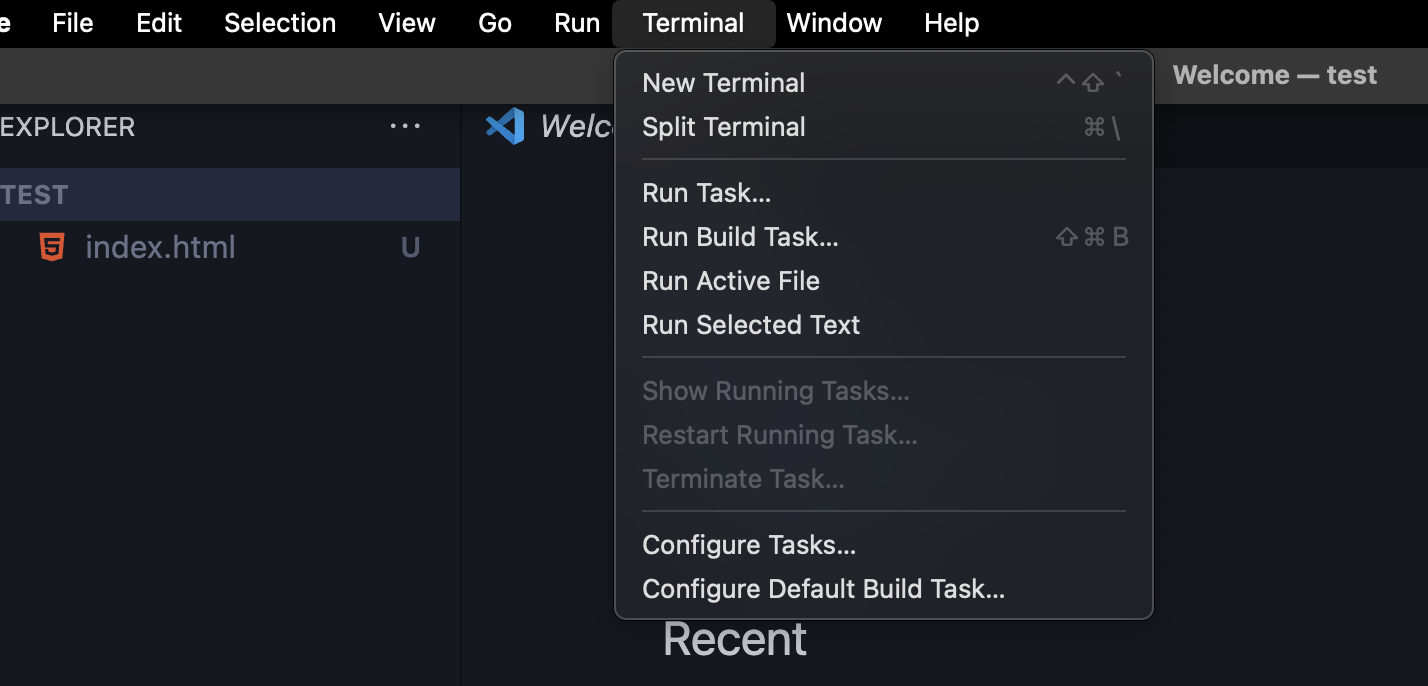 e File Edit Selection View Go Run Terminal Window Help
Welcome — test
EXPLORER ···
Welc
TEST
index.html U
New Terminal ^⇧`
Split Terminal ⌘\
Run Task...
Run Build Task... ⇧⌘B
Run Active File
Run Selected Text
Show Running Tasks...
Restart Running Task...
Terminate Task...
Configure Tasks...
Configure Default Build Task...
Recent